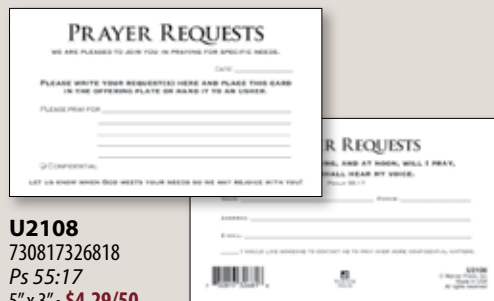 PRAYER REQUESTS
WE ARE PLEASED TO JOIN YOU IN PRAYING FOR SPECIFIC NEEDS.
DATE
PLEASE WRITE YOUR REQUEST(S) HERE AND PLACE THIS CARD
IN THE OFFERING PLATE OR HAND IT TO AN USHER.
PLEASE PRAY FOR
CONFIDENTIAL
LET US KNOW WHEN GOD MEETS YOUR NEEDS SO WE MAY REJOICE WITH YOU!
R REQUESTS
NG, AND AT NOON, WILL I PRAY,
HALL HEAR MY VOICE.
PSALM 55:17
PHONE
ADDRESS
E-MAIL
I WOULD LIKE SOMEONE TO CONTACT ME TO PRAY OVER MORE CONFIDENTIAL MATTERS.
U2108
U2108
730817326818
Ps 55:17
5" x 3" • $4.29/50